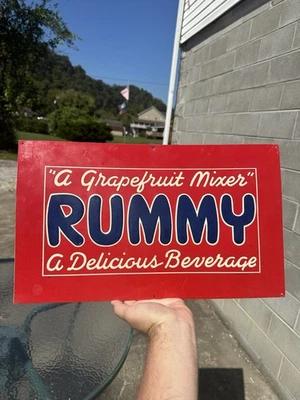 "A Grapefruit Mixer"
RUMMY
A Delicious Beverage